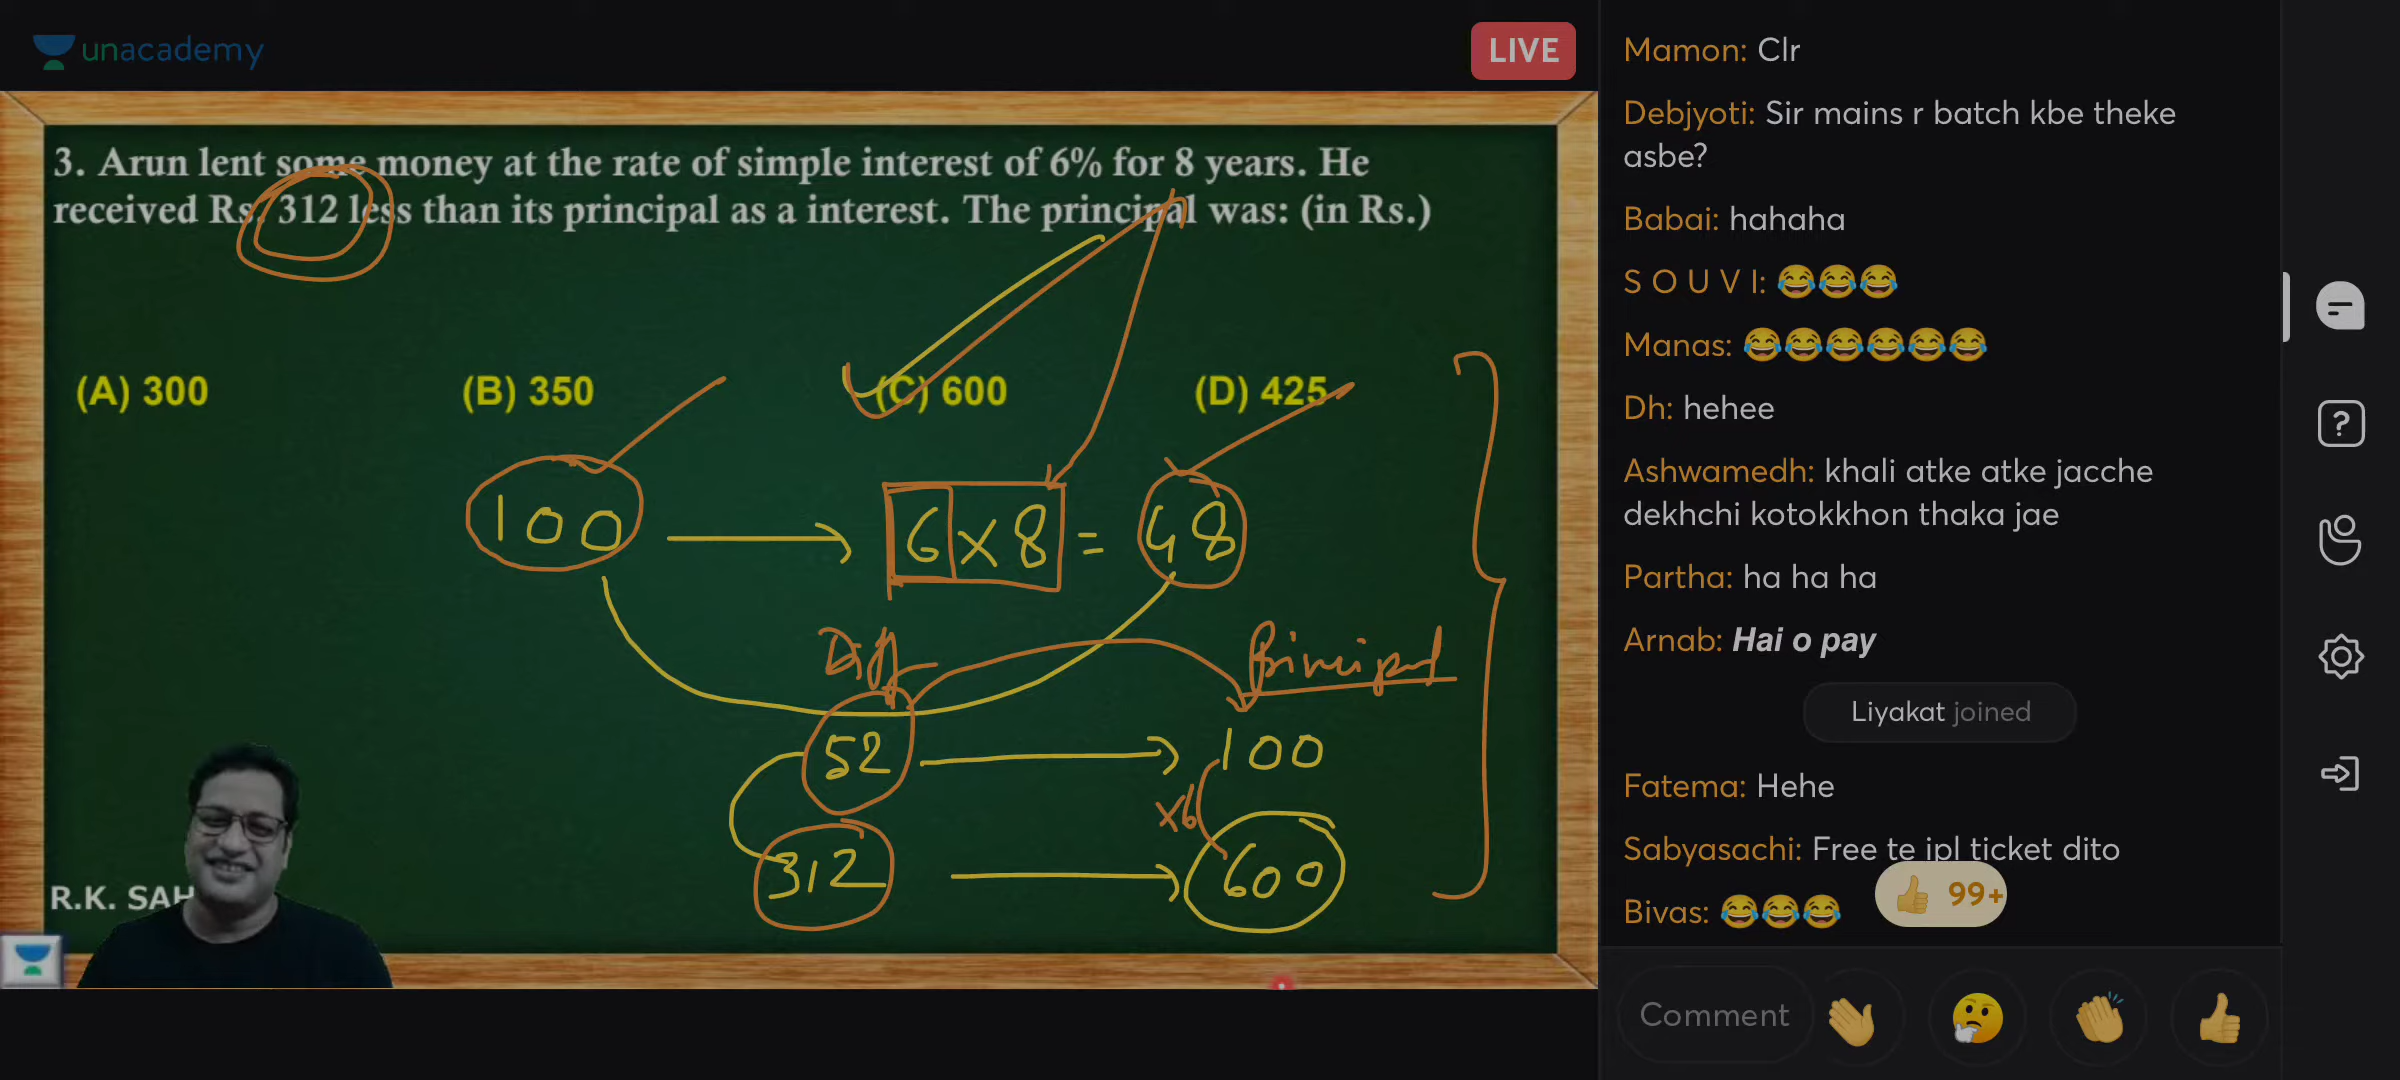 unacademy
LIVE
3. Arun lent some money at the rate of simple interest of 6% for 8 years. He
received Rs. 312 less than its principal as a interest. The principal was: (in Rs.)
(A) 300 (B) 350 (C) 600 (D) 425
100 → 6 × 8 = 48
Diff Principal
52 → 100
×6
312 → 600
R.K. SAH
Mamon: Clr
Debjyoti: Sir mains r batch kbe theke
asbe?
Babai: hahaha
S O U V I: 😂😂😂
Manas: 😂😂😂😂😂😂
Dh: hehee
Ashwamedh: khali atke atke jacche
dekhchi kotokkhon thaka jae
Partha: ha ha ha
Arnab: Hai o pay
Liyakat joined
Fatema: Hehe
Sabyasachi: Free te ipl ticket dito
Bivas: 😂😂😂
99+
Comment